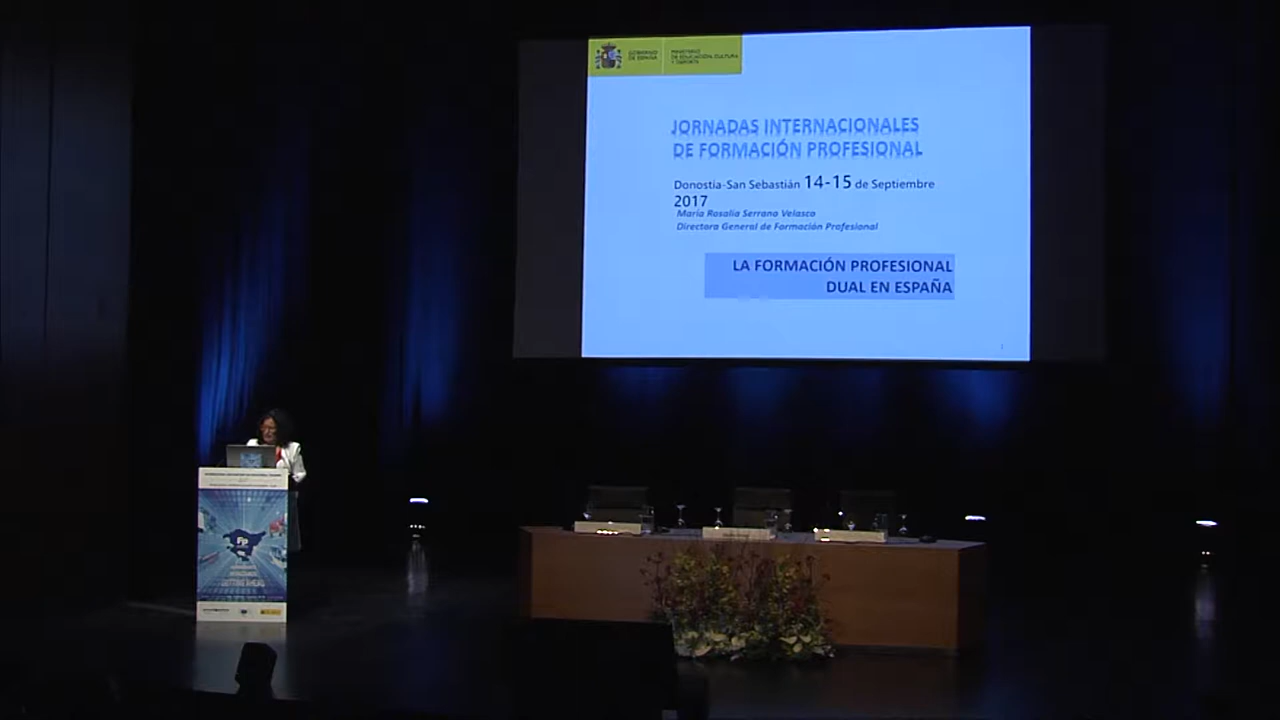 GOBIERNO
DE ESPAÑA
MINISTERIO
DE EDUCACIÓN, CULTURA
Y DEPORTE
JORNADAS INTERNACIONALES
DE FORMACIÓN PROFESIONAL
Donostia-San Sebastián 14-15 de Septiembre
2017
María Rosalía Serrano Velasco
Directora General de Formación Profesional
LA FORMACIÓN PROFESIONAL
DUAL EN ESPAÑA
Fp